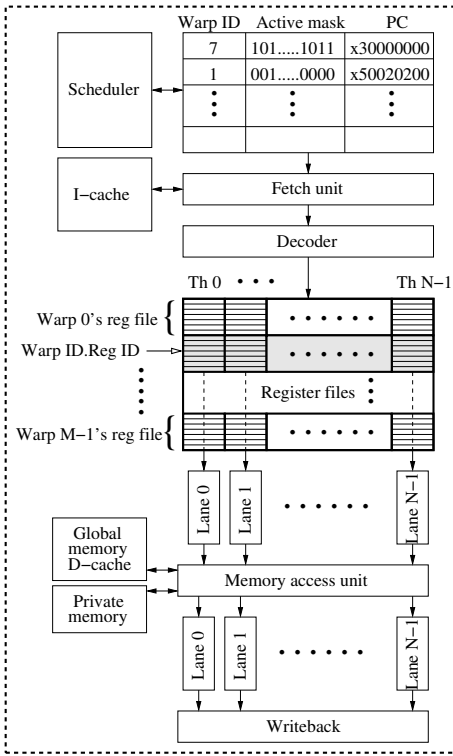 Warp ID Active mask PC
7 101.....1011 x30000000
1 001.....0000 x50020200
Scheduler
I-cache
Fetch unit
Decoder
Th 0 Th N-1
Warp 0's reg file
Warp ID.Reg ID
Register files
Warp M-1's reg file
Lane 0
Lane 1
Lane N-1
Global
memory
D-cache
Memory access unit
Private
memory
Lane 0
Lane 1
Lane N-1
Writeback